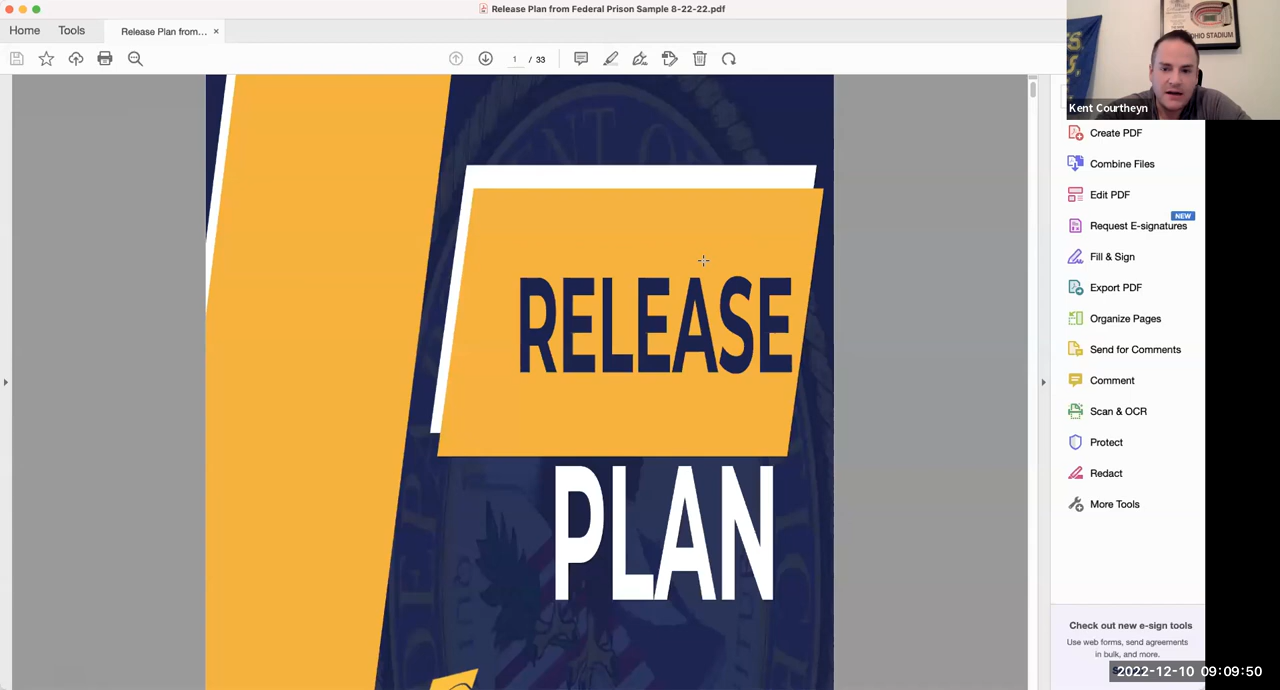 Release Plan from Federal Prison Sample 8-22-22.pdf
Home
Tools
Release Plan from... ×
1 / 33
RELEASE
PLAN
OHIO STADIUM
Kent Courtheyn
Create PDF
Combine Files
Edit PDF
NEW
Request E-signatures
Fill & Sign
Export PDF
Organize Pages
Send for Comments
Comment
Scan & OCR
Protect
Redact
More Tools
Check out new e-sign tools
Use web forms, send agreements
in bulk, and more.
2022-12-10 09:09:50